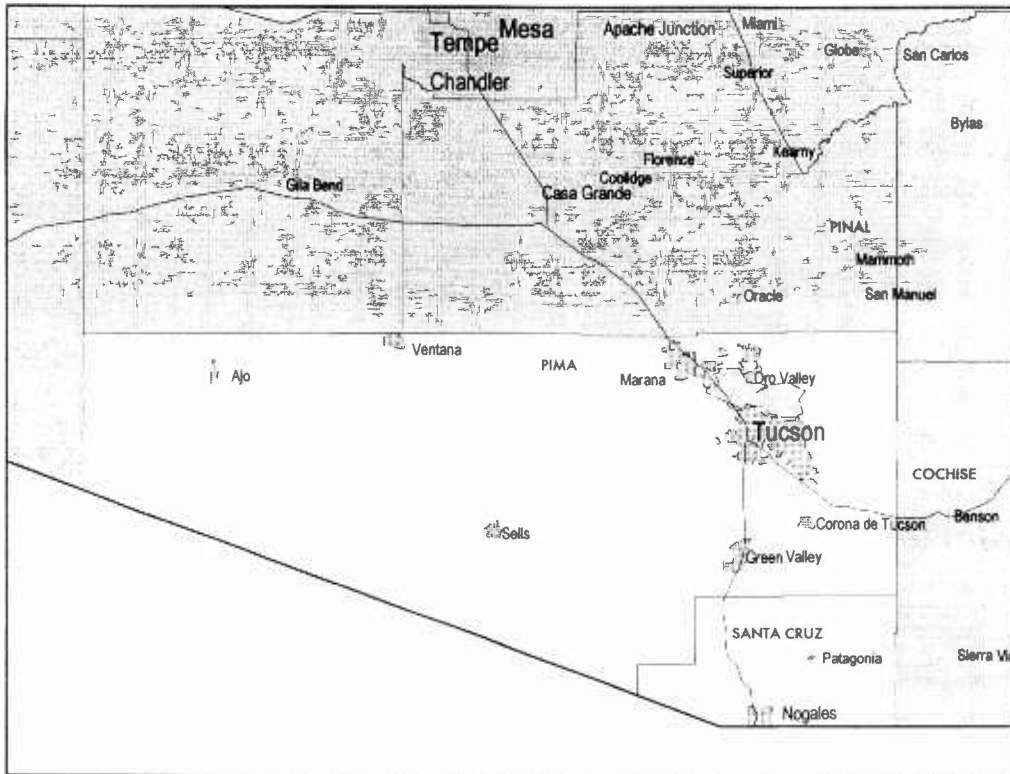 Mesa
Apache Junction
Miami
Tempe
Globe
San Carlos
Superior
Chandler
Bylas
Kearny
Florence
Coolidge
Gila Bend
Casa Grande
PINAL
Mammoth
Oracle
San Manuel
Ventana
PIMA
Ajo
Marana
Oro Valley
Tucson
COCHISE
Corona de Tucson
Benson
Sells
Green Valley
SANTA CRUZ
Patagonia
Sierra Vi
Nogales